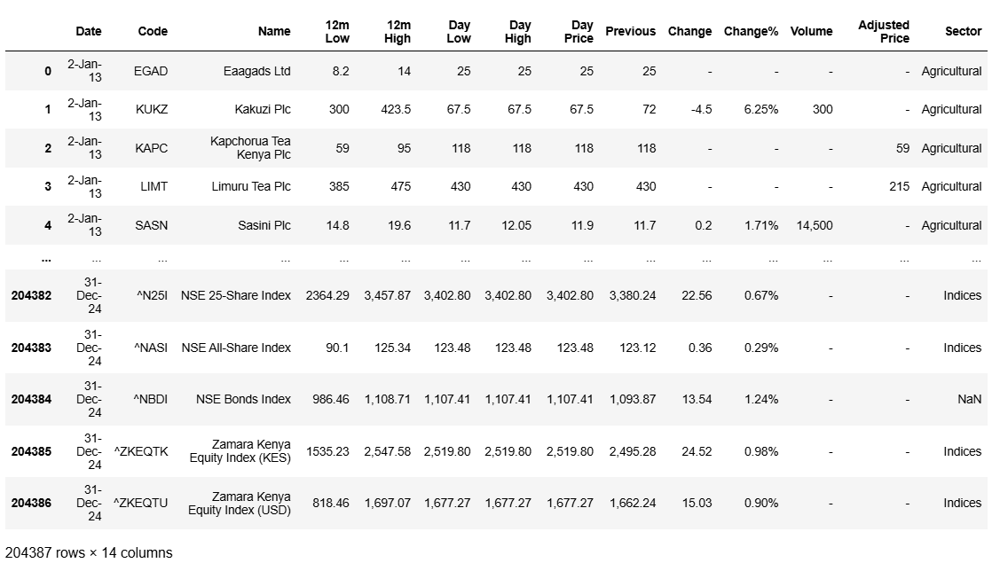 Date Code Name 12m Low 12m High Day Low Day High Day Price Previous Change Change% Volume Adjusted Price Sector
0 2-Jan-13 EGAD Eaagads Ltd 8.2 14 25 25 25 25 - - - - Agricultural
1 2-Jan-13 KUKZ Kakuzi Plc 300 423.5 67.5 67.5 67.5 72 -4.5 6.25% 300 - Agricultural
2 2-Jan-13 KAPC Kapchorua Tea Kenya Plc 59 95 118 118 118 118 - - - 59 Agricultural
3 2-Jan-13 LIMT Limuru Tea Plc 385 475 430 430 430 430 - - - 215 Agricultural
4 2-Jan-13 SASN Sasini Plc 14.8 19.6 11.7 12.05 11.9 11.7 0.2 1.71% 14,500 - Agricultural
... ... ... ... ... ... ... ... ... ... ... ... ... ... ...
204382 31-Dec-24 ^N25I NSE 25-Share Index 2364.29 3,457.87 3,402.80 3,402.80 3,402.80 3,380.24 22.56 0.67% - - Indices
204383 31-Dec-24 ^NASI NSE All-Share Index 90.1 125.34 123.48 123.48 123.48 123.12 0.36 0.29% - - Indices
204384 31-Dec-24 ^NBDI NSE Bonds Index 986.46 1,108.71 1,107.41 1,107.41 1,107.41 1,093.87 13.54 1.24% - - NaN
204385 31-Dec-24 ^ZKEQTK Zamara Kenya Equity Index (KES) 1535.23 2,547.58 2,519.80 2,519.80 2,519.80 2,495.28 24.52 0.98% - - Indices
204386 31-Dec-24 ^ZKEQTU Zamara Kenya Equity Index (USD) 818.46 1,697.07 1,677.27 1,677.27 1,677.27 1,662.24 15.03 0.90% - - Indices
204387 rows × 14 columns